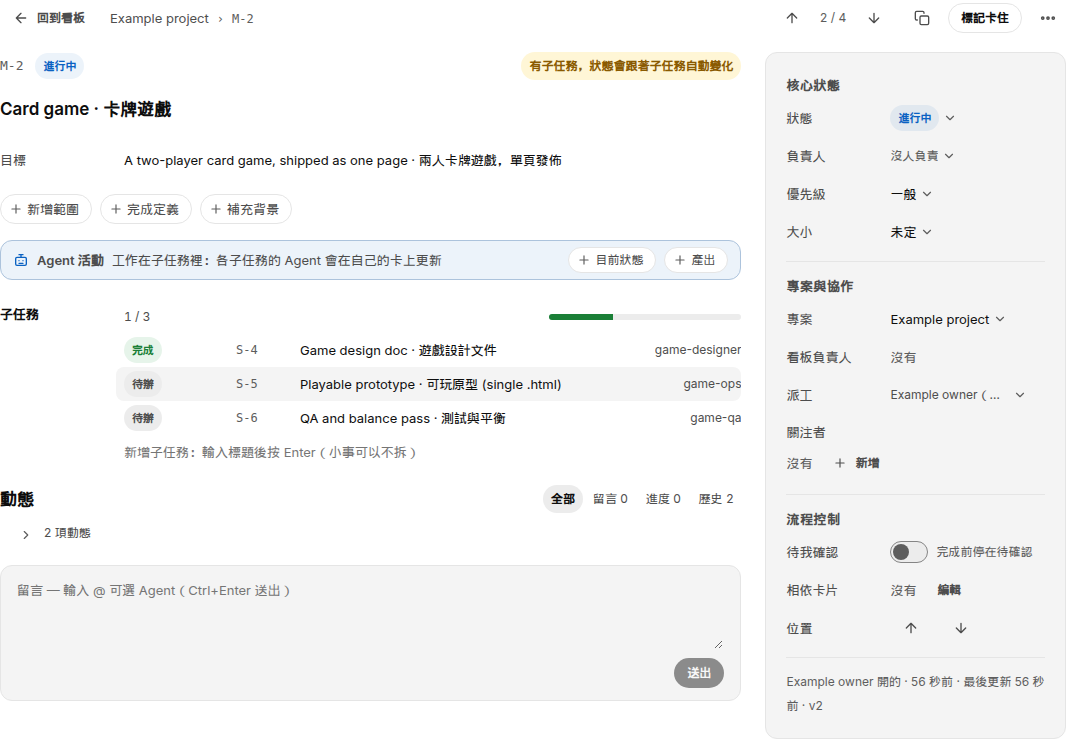 回到看板 Example project › M-2 2 / 4 標記卡住
M-2 進行中 有子任務，狀態會跟著子任務自動變化
Card game · 卡牌遊戲
目標 A two-player card game, shipped as one page · 兩人卡牌遊戲，單頁發佈
+ 新增範圍 + 完成定義 + 補充背景
Agent 活動 工作在子任務裡：各子任務的 Agent 會在自己的卡上更新 + 目前狀態 + 產出
子任務 1 / 3
完成 S-4 Game design doc · 遊戲設計文件 game-designer
待辦 S-5 Playable prototype · 可玩原型 (single .html) game-ops
待辦 S-6 QA and balance pass · 測試與平衡 game-qa
新增子任務：輸入標題後按 Enter（小事可以不拆）
動態 全部 留言 0 進度 0 歷史 2
2 項動態
留言 — 輸入 @ 可選 Agent（Ctrl+Enter 送出）
送出
核心狀態
狀態 進行中
負責人 沒人負責
優先級 一般
大小 未定
專案與協作
專案 Example project
看板負責人 沒有
派工 Example owner（...
關注者
沒有 + 新增
流程控制
待我確認 完成前停在待確認
相依卡片 沒有 編輯
位置
Example owner 開的 · 56 秒前 · 最後更新 56 秒
前 · v2